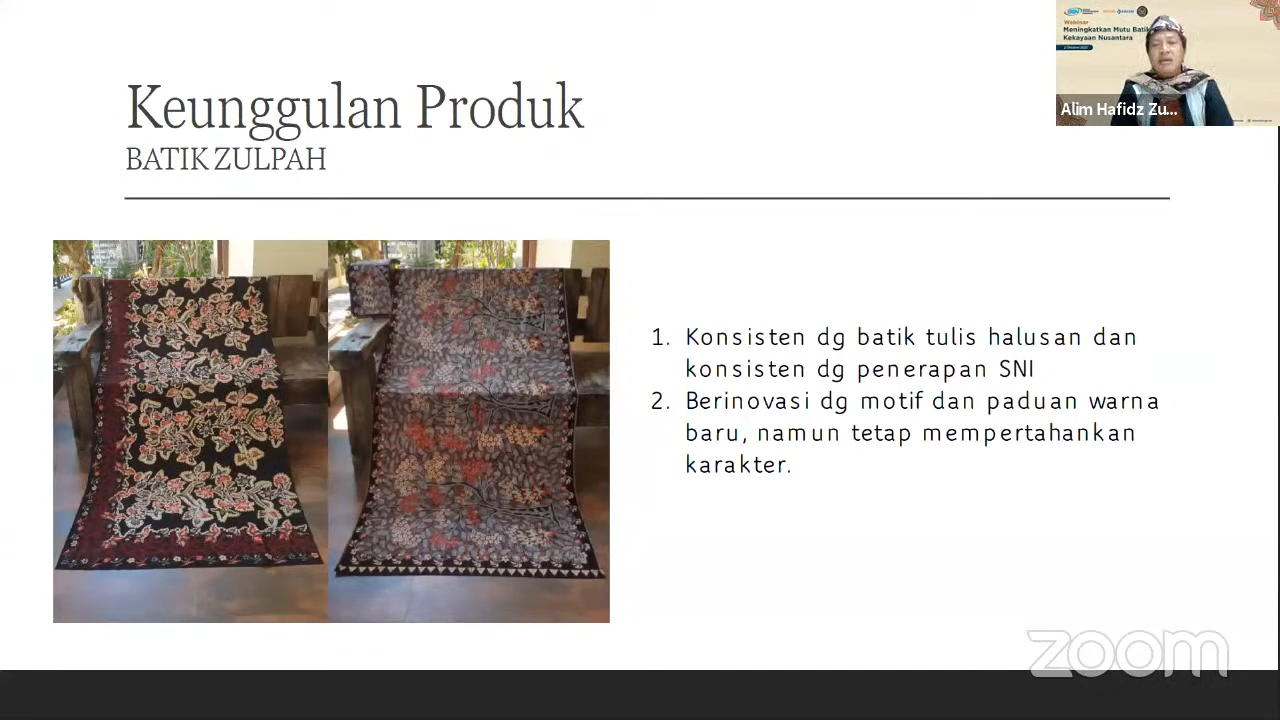 Keunggulan Produk
BATIK ZULPAH
1. Konsisten dg batik tulis halusan dan
konsisten dg penerapan SNI
2. Berinovasi dg motif dan paduan warna
baru, namun tetap mempertahankan
karakter.
Webinar
Meningkatkan Mutu Batik
Kekayaan Nusantara
Alim Hafidz Zu...
zoom